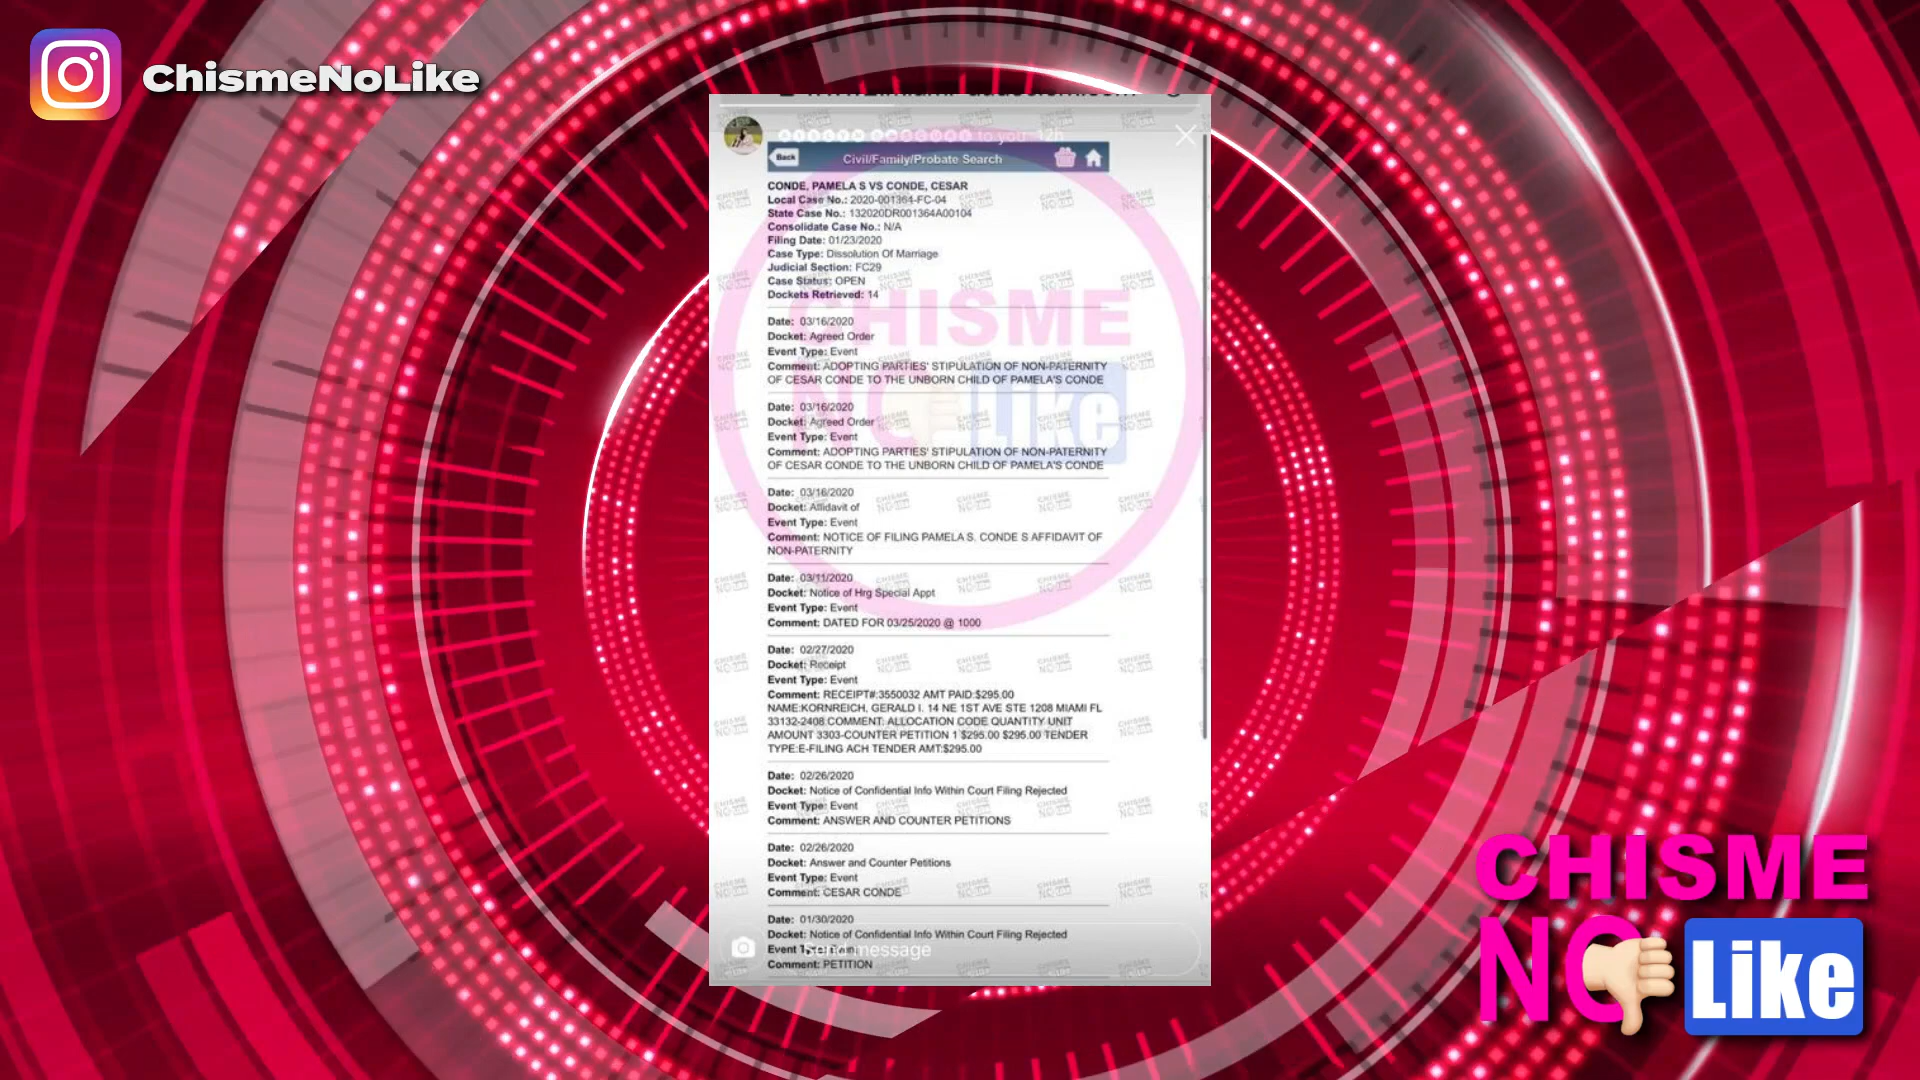 ChismeNoLike
to you 12h
Back
Civil/Family/Probate Search
CONDE, PAMELA S VS CONDE, CESAR
Local Case No.: 2020-001364-FC-04
State Case No.: 132020DR001364A00104
Consolidate Case No.: N/A
Filing Date: 01/23/2020
Case Type: Dissolution Of Marriage
Judicial Section: FC29
Case Status: OPEN
Dockets Retrieved: 14
Date: 03/16/2020
Docket: Agreed Order
Event Type: Event
Comment: ADOPTING PARTIES' STIPULATION OF NON-PATERNITY
OF CESAR CONDE TO THE UNBORN CHILD OF PAMELA'S CONDE
Date: 03/16/2020
Docket: Agreed Order
Event Type: Event
Comment: ADOPTING PARTIES' STIPULATION OF NON-PATERNITY
OF CESAR CONDE TO THE UNBORN CHILD OF PAMELA'S CONDE
Date: 03/16/2020
Docket: Affidavit of
Event Type: Event
Comment: NOTICE OF FILING PAMELA S. CONDE S AFFIDAVIT OF
NON-PATERNITY
Date: 03/11/2020
Docket: Notice of Hrg Special Appt
Event Type: Event
Comment: DATED FOR 03/25/2020 @ 1000
Date: 02/27/2020
Docket: Receipt
Event Type: Event
Comment: RECEIPT#:3550032 AMT PAID:$295.00
NAME:KORNREICH, GERALD I. 14 NE 1ST AVE STE 1208 MIAMI FL
33132-2408 COMMENT: ALLOCATION CODE QUANTITY UNIT
AMOUNT 3303-COUNTER PETITION 1 $295.00 $295.00 TENDER
TYPE:E-FILING ACH TENDER AMT:$295.00
Date: 02/26/2020
Docket: Notice of Confidential Info Within Court Filing Rejected
Event Type: Event
Comment: ANSWER AND COUNTER PETITIONS
Date: 02/26/2020
Docket: Answer and Counter Petitions
Event Type: Event
Comment: CESAR CONDE
Date: 01/30/2020
Docket: Notice of Confidential Info Within Court Filing Rejected
Event
Send message
Comment: PETITION
CHISME
NO Like
CHISME
NO Like